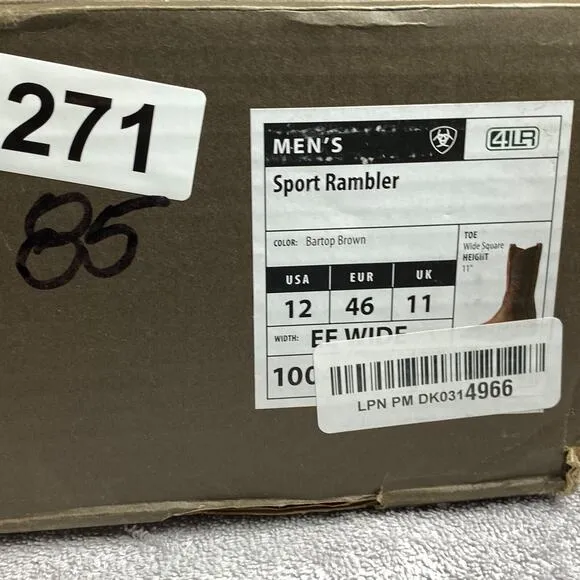 271
85
MEN'S
4LR
Sport Rambler
COLOR: Bartop Brown
TOE
Wide Square
HEIGHT
11"
USA EUR UK
12 46 11
WIDTH: EE WIDE
100
LPN PM DK0314966